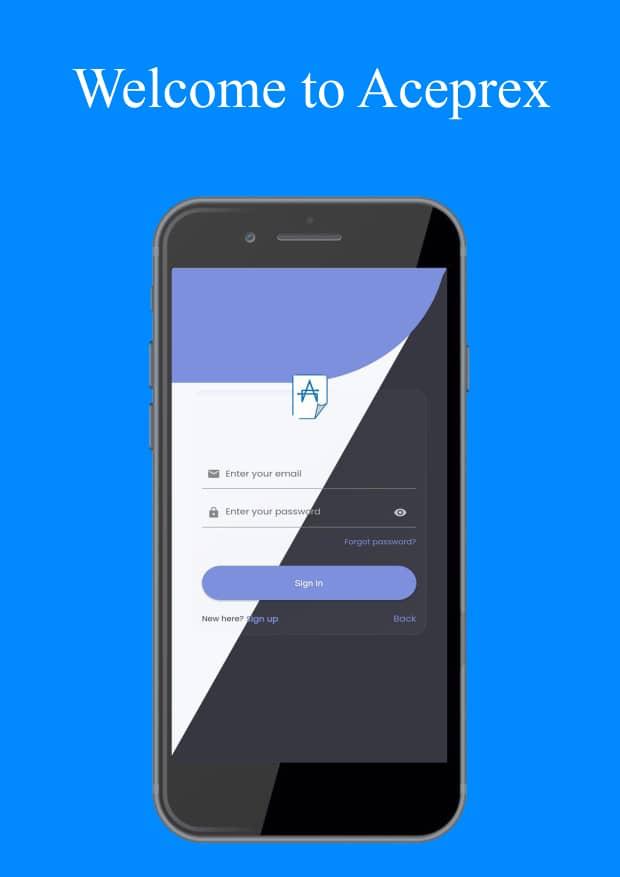 Welcome to Aceprex
Enter your email
Enter your password
Forgot password?
Sign In
New here? Sign up
Back